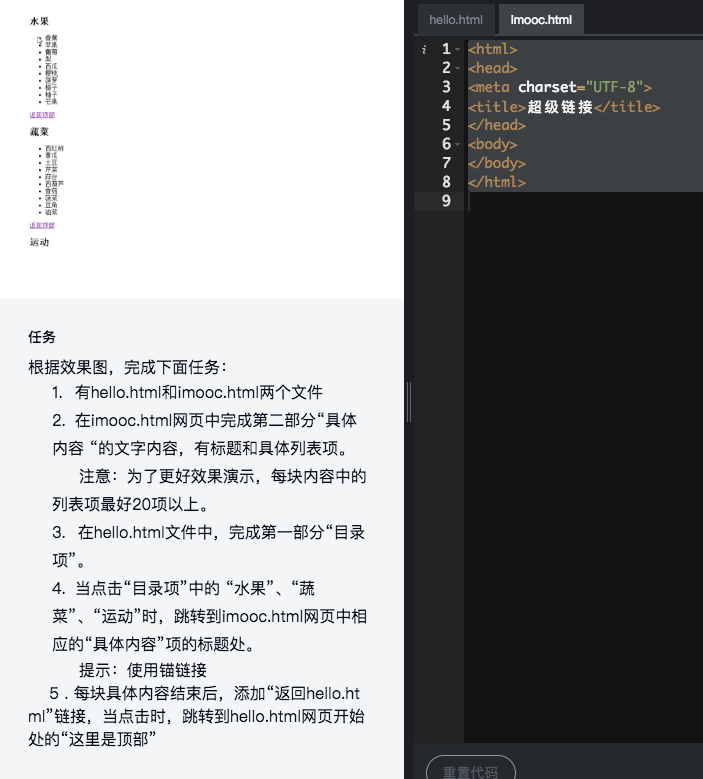 水果
香蕉
苹果
葡萄
梨
西瓜
樱桃
菠萝
橘子
柚子
芒果
返回顶部
蔬菜
西红柿
黄瓜
土豆
芹菜
蒜台
西葫芦
香菇
菠菜
豆角
油菜
返回顶部
运动
任务
根据效果图，完成下面任务：
1. 有hello.html和imooc.html两个文件
2. 在imooc.html网页中完成第二部分“具体
内容 “的文字内容，有标题和具体列表项。
注意：为了更好效果演示，每块内容中的
列表项最好20项以上。
3. 在hello.html文件中，完成第一部分“目录
项”。
4. 当点击“目录项”中的 “水果”、“蔬
菜”、“运动”时，跳转到imooc.html网页中相
应的“具体内容”项的标题处。
提示：使用锚链接
5 . 每块具体内容结束后，添加“返回hello.ht
ml”链接，当点击时，跳转到hello.html网页开始
处的“这里是顶部”
hello.html imooc.html
i 1 <html>
2 <head>
3 <meta charset="UTF-8">
4 <title>超级链接</title>
5 </head>
6 <body>
7 </body>
8 </html>
9
重置代码